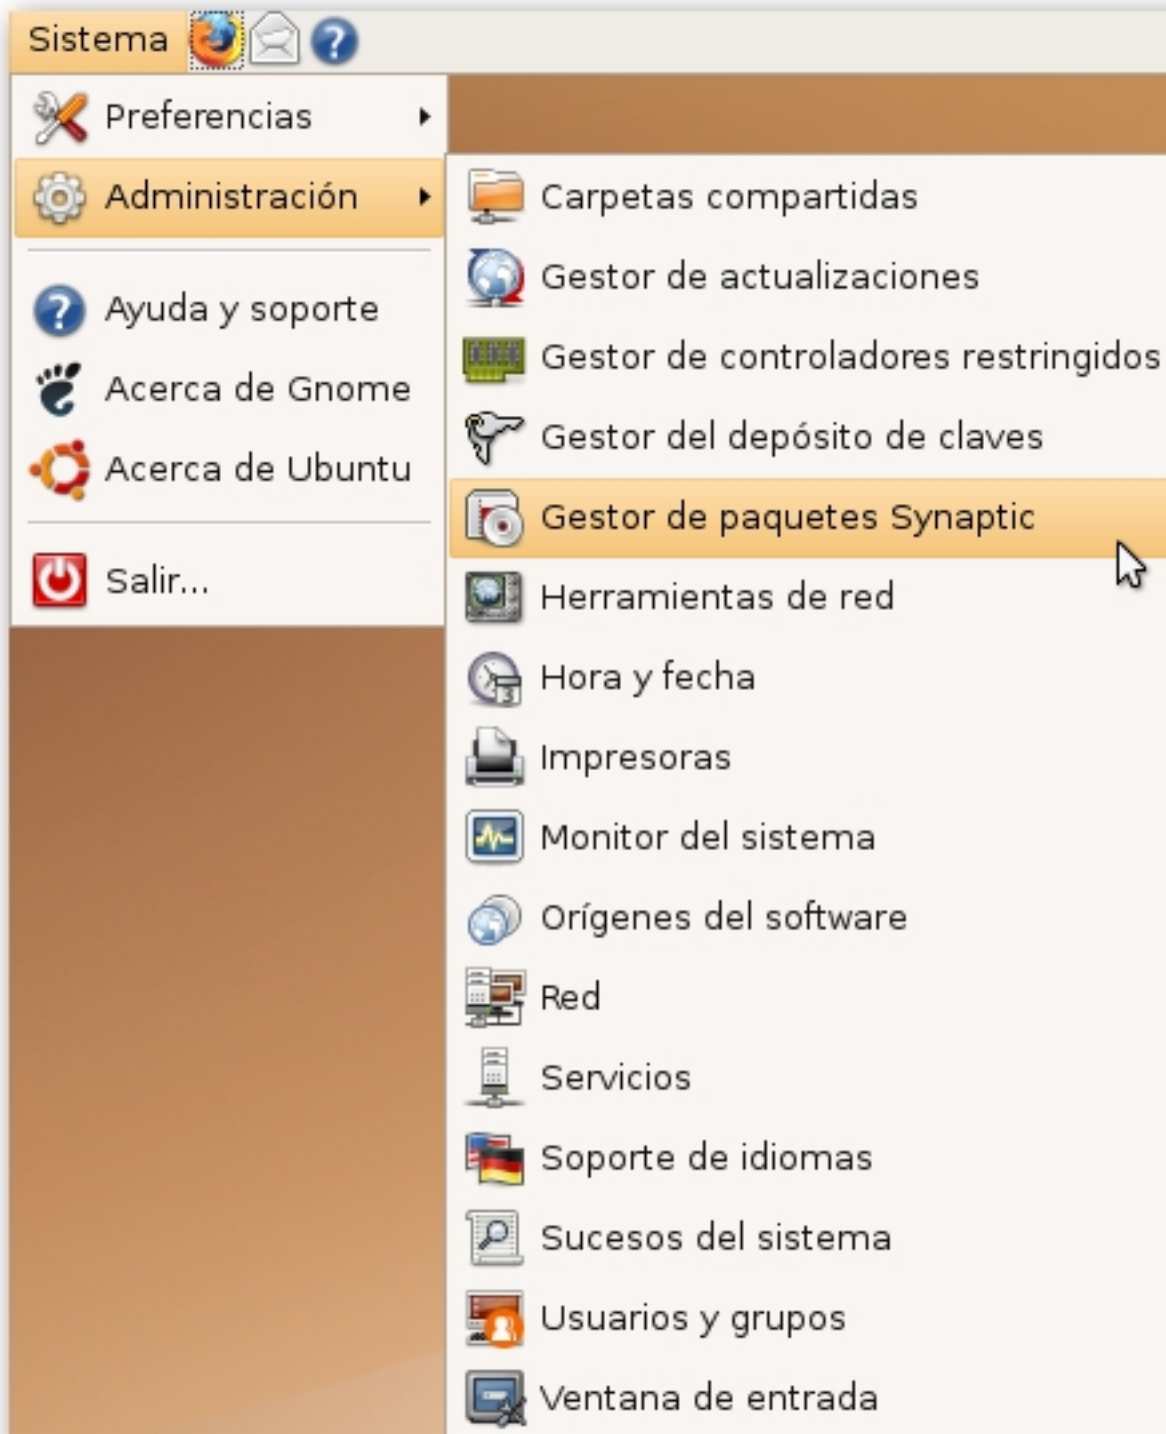 Sistema
Preferencias
Administración
Ayuda y soporte
Acerca de Gnome
Acerca de Ubuntu
Salir...
Carpetas compartidas
Gestor de actualizaciones
Gestor de controladores restringidos
Gestor del depósito de claves
Gestor de paquetes Synaptic
Herramientas de red
Hora y fecha
Impresoras
Monitor del sistema
Orígenes del software
Red
Servicios
Soporte de idiomas
Sucesos del sistema
Usuarios y grupos
Ventana de entrada